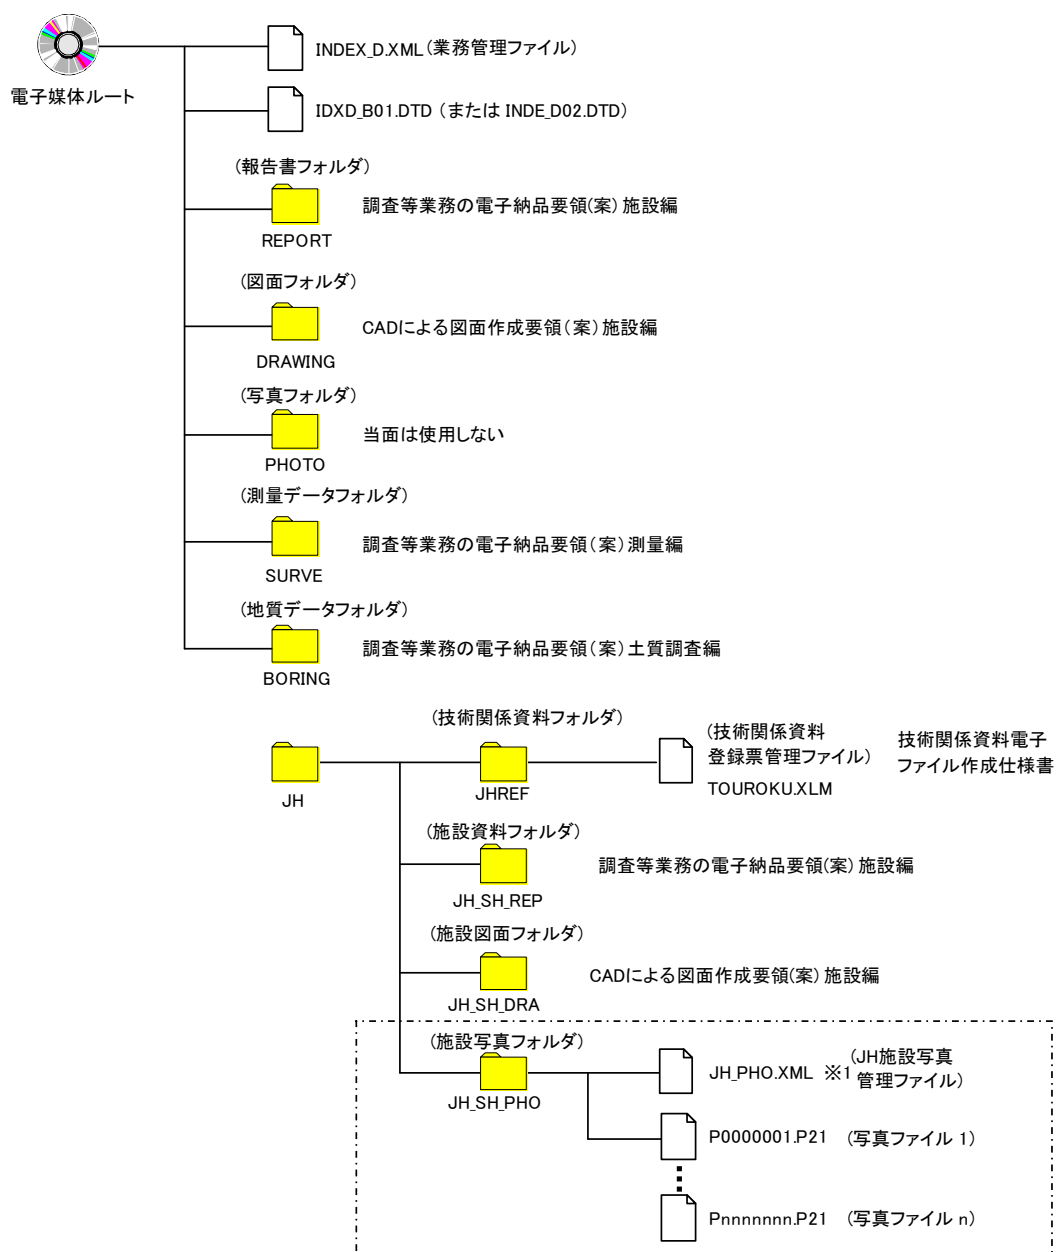 INDEX_D.XML(業務管理ファイル)
電子媒体ルート
IDXD_B01.DTD (または INDE_D02.DTD)
(報告書フォルダ)
調査等業務の電子納品要領(案)施設編
REPORT
(図面フォルダ)
CADによる図面作成要領(案)施設編
DRAWING
(写真フォルダ)
当面は使用しない
PHOTO
(測量データフォルダ)
調査等業務の電子納品要領(案)測量編
SURVE
(地質データフォルダ)
調査等業務の電子納品要領(案)土質調査編
BORING
(技術関係資料フォルダ)
JH
JHREF
(技術関係資料
登録票管理ファイル)
TOUROKU.XLM
技術関係資料電子
ファイル作成仕様書
(施設資料フォルダ)
調査等業務の電子納品要領(案)施設編
JH_SH_REP
(施設図面フォルダ)
CADによる図面作成要領(案)施設編
JH_SH_DRA
(施設写真フォルダ)
JH_SH_PHO
JH_PHO.XML ※1
(JH施設写真
管理ファイル)
P0000001.P21 (写真ファイル 1)
Pnnnnnnn.P21 (写真ファイル n)